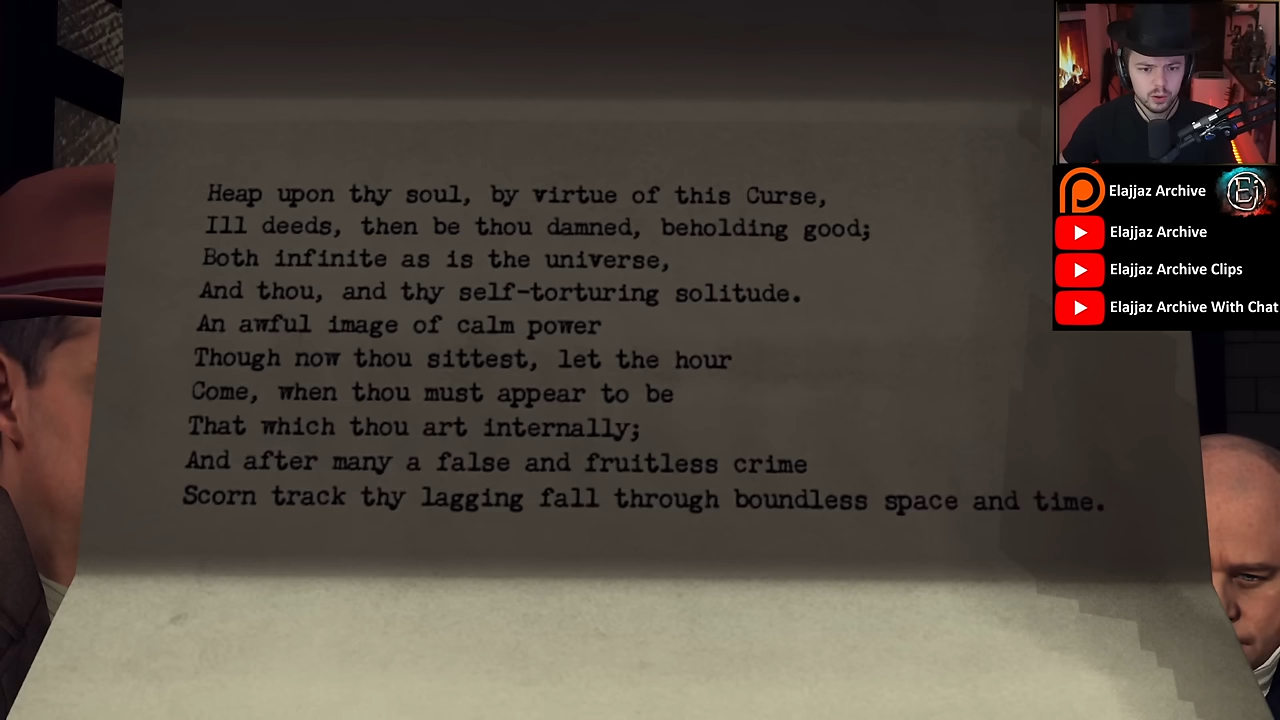 Heap upon thy soul, by virtue of this Curse,
Ill deeds, then be thou damned, beholding good;
Both infinite as is the universe,
And thou, and thy self-torturing solitude.
An awful image of calm power
Though now thou sittest, let the hour
Come, when thou must appear to be
That which thou art internally;
And after many a false and fruitless crime
Scorn track thy lagging fall through boundless space and time.
Elajjaz Archive
Ej
Elajjaz Archive
Elajjaz Archive Clips
Elajjaz Archive With Chat